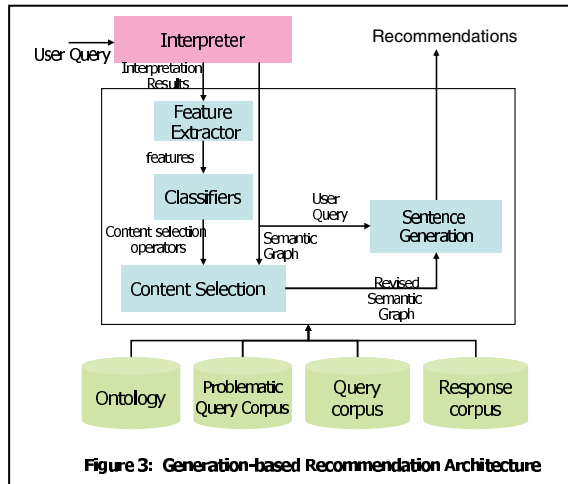 Interpreter
Recommendations
User Query
Interpretation
Results
Feature
Extractor
features
Classifiers
User
Query
Sentence
Generation
Content selection
operators
Semantic
Graph
Content Selection
Revised
Semantic
Graph
Ontology
Problematic
Query Corpus
Query
corpus
Response
corpus
Figure 3: Generation-based Recommendation Architecture